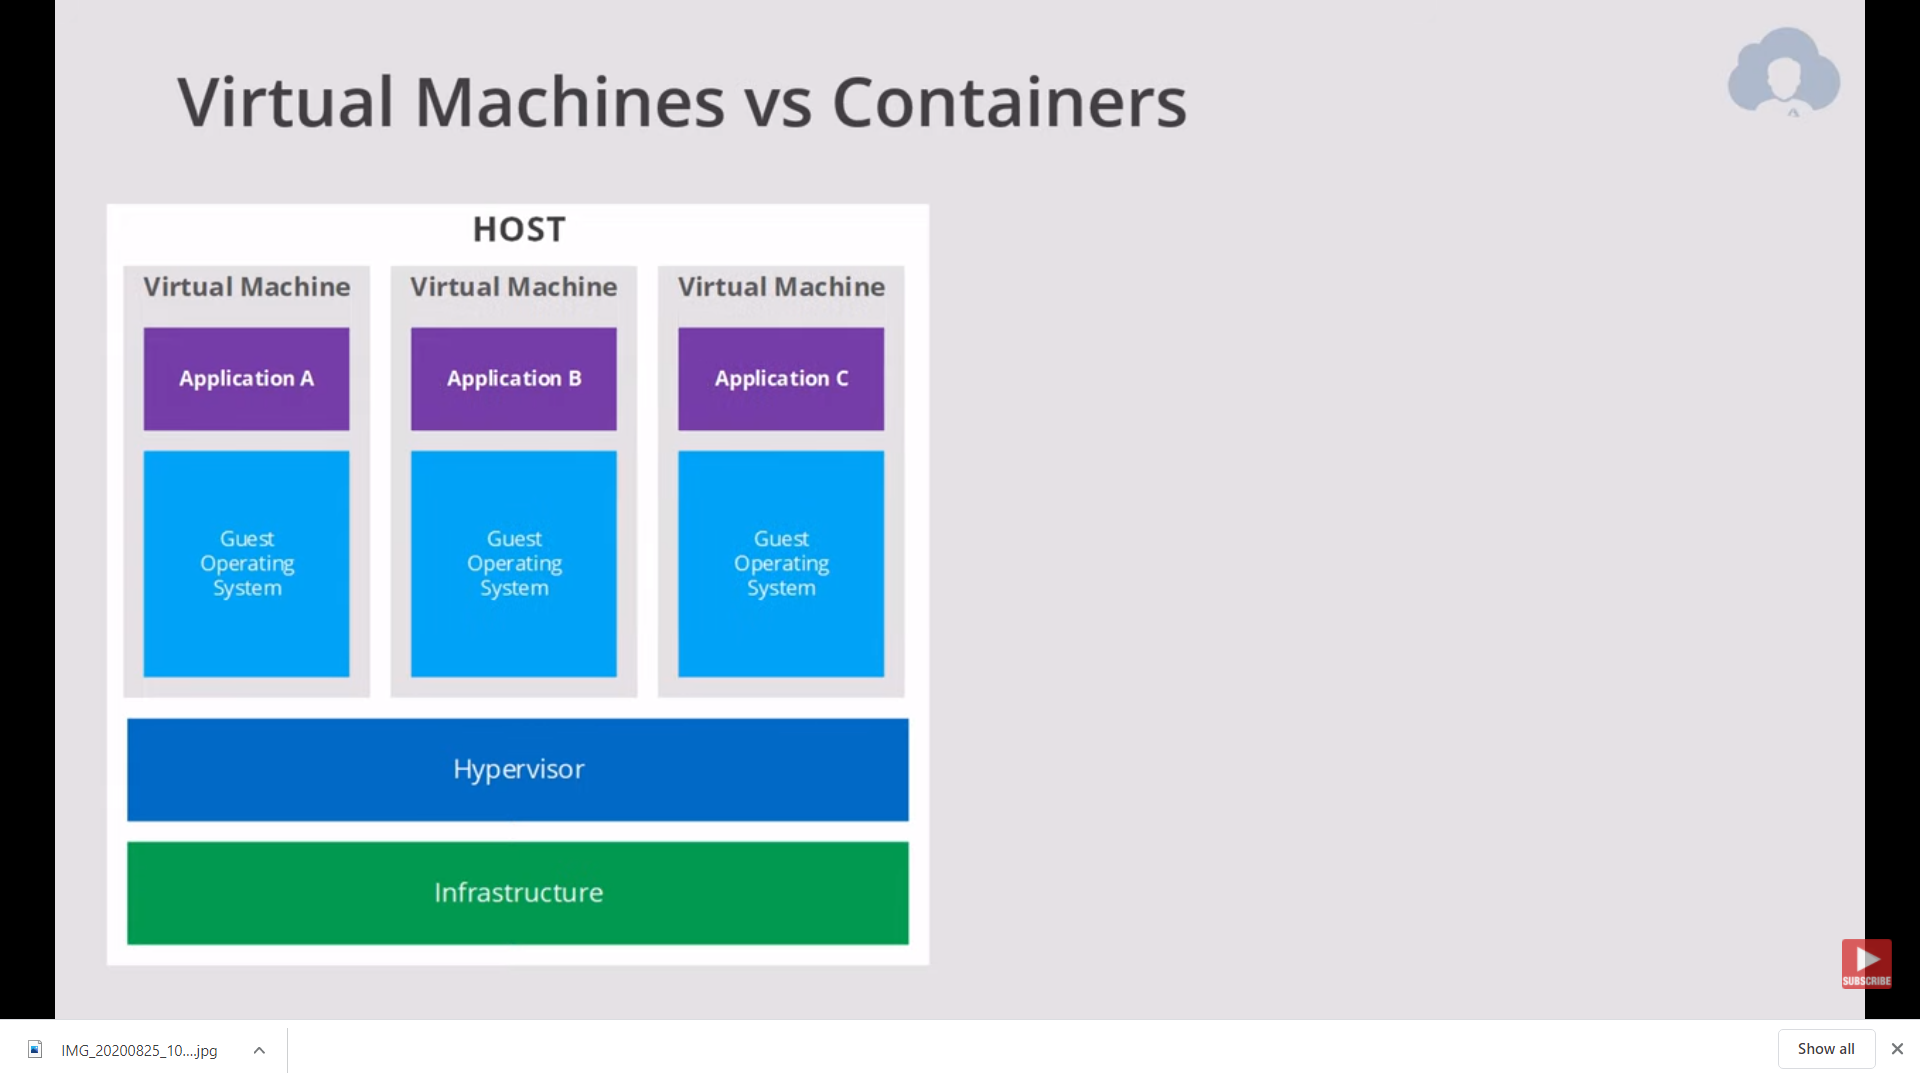 Virtual Machines vs Containers
HOST
Virtual Machine
Application A
Guest
Operating
System
Virtual Machine
Application B
Guest
Operating
System
Virtual Machine
Application C
Guest
Operating
System
Hypervisor
Infrastructure
SUBSCRIBE
IMG_20200825_10....jpg
Show all